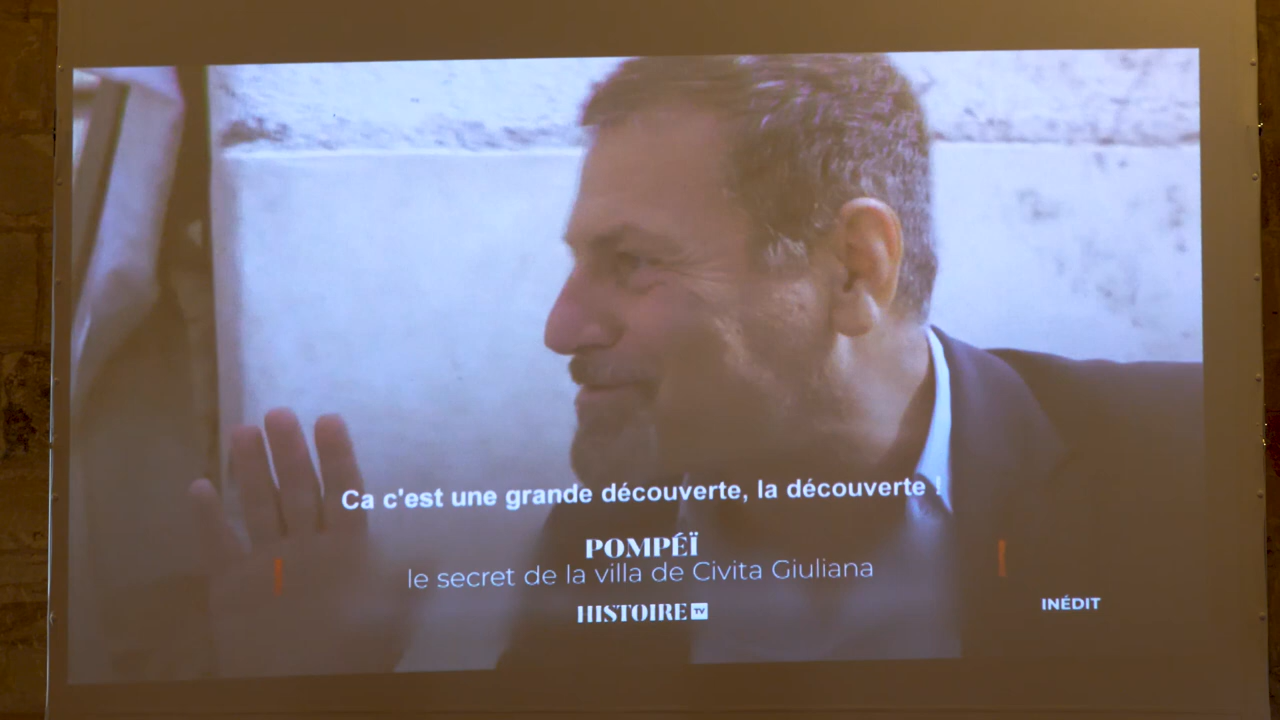 Ca c'est une grande découverte, la découverte !
POMPÉÏ
le secret de la villa de Civita Giuliana
HISTOIRE TV
INÉDIT